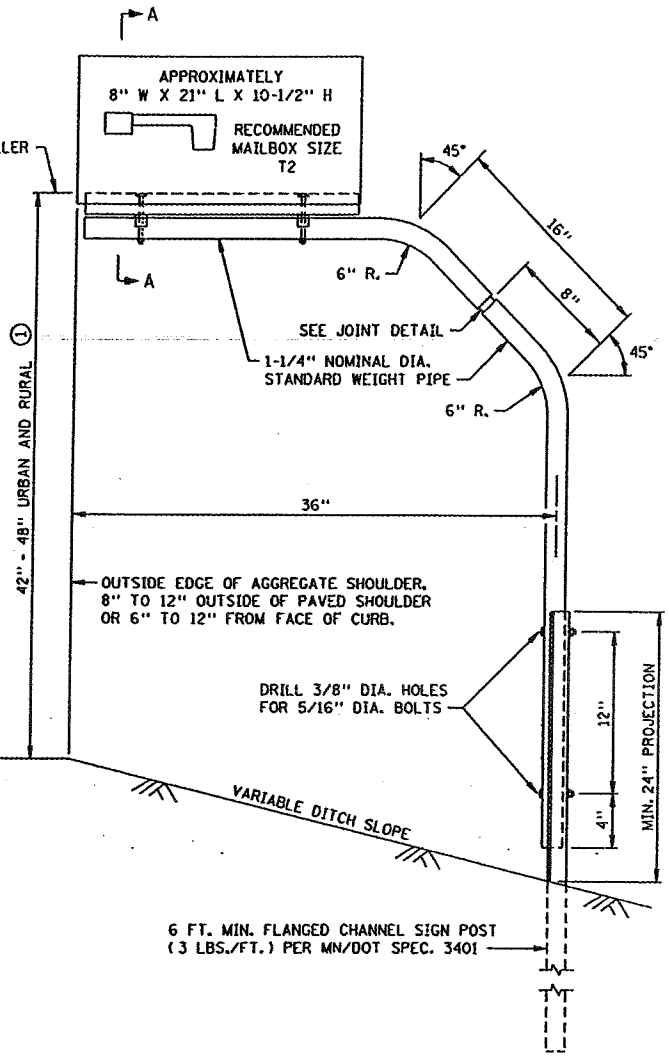 A
APPROXIMATELY
8" W X 21" L X 10-1/2" H
RECOMMENDED
MAILBOX SIZE
T2
LLER
A
45°
16"
6" R.
8"
SEE JOINT DETAIL
45°
1-1/4" NOMINAL DIA.
STANDARD WEIGHT PIPE
6" R.
42" - 48" URBAN AND RURAL ①
36"
OUTSIDE EDGE OF AGGREGATE SHOULDER,
8" TO 12" OUTSIDE OF PAVED SHOULDER
OR 6" TO 12" FROM FACE OF CURB.
DRILL 3/8" DIA. HOLES
FOR 5/16" DIA. BOLTS
12"
MIN. 24" PROJECTION
4"
VARIABLE DITCH SLOPE
6 FT. MIN. FLANGED CHANNEL SIGN POST
(3 LBS./FT.) PER MN/DOT SPEC. 3401